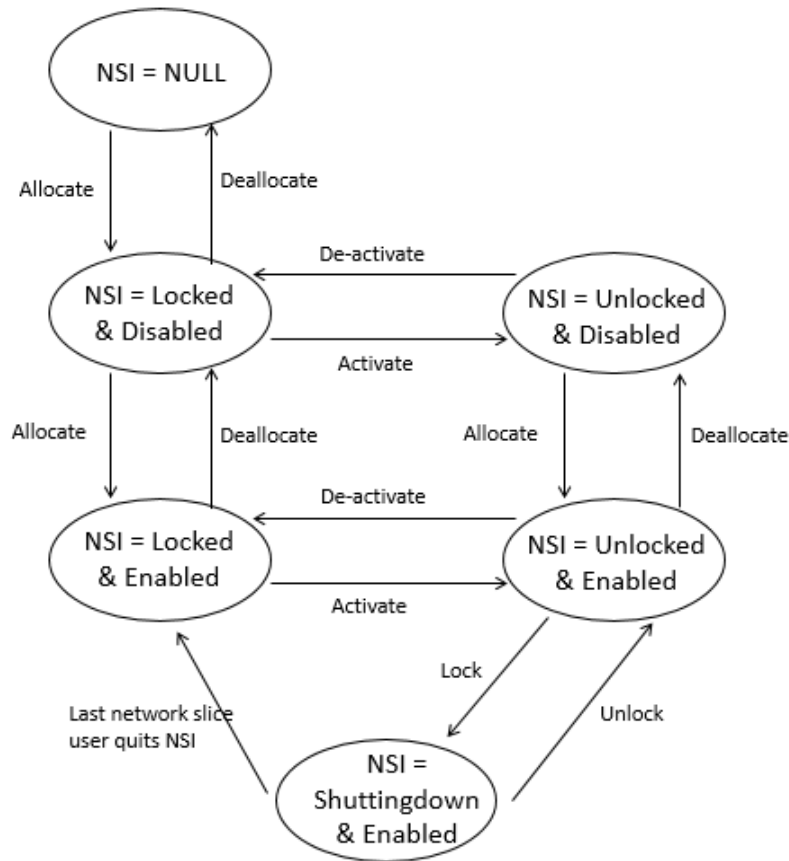 NSI = NULL
Allocate
Deallocate
De-activate
NSI = Locked
& Disabled
NSI = Unlocked
& Disabled
Activate
Allocate
Deallocate
Allocate
Deallocate
De-activate
NSI = Locked
& Enabled
NSI = Unlocked
& Enabled
Activate
Lock
Last network slice
user quits NSI
Unlock
NSI =
Shuttingdown
& Enabled